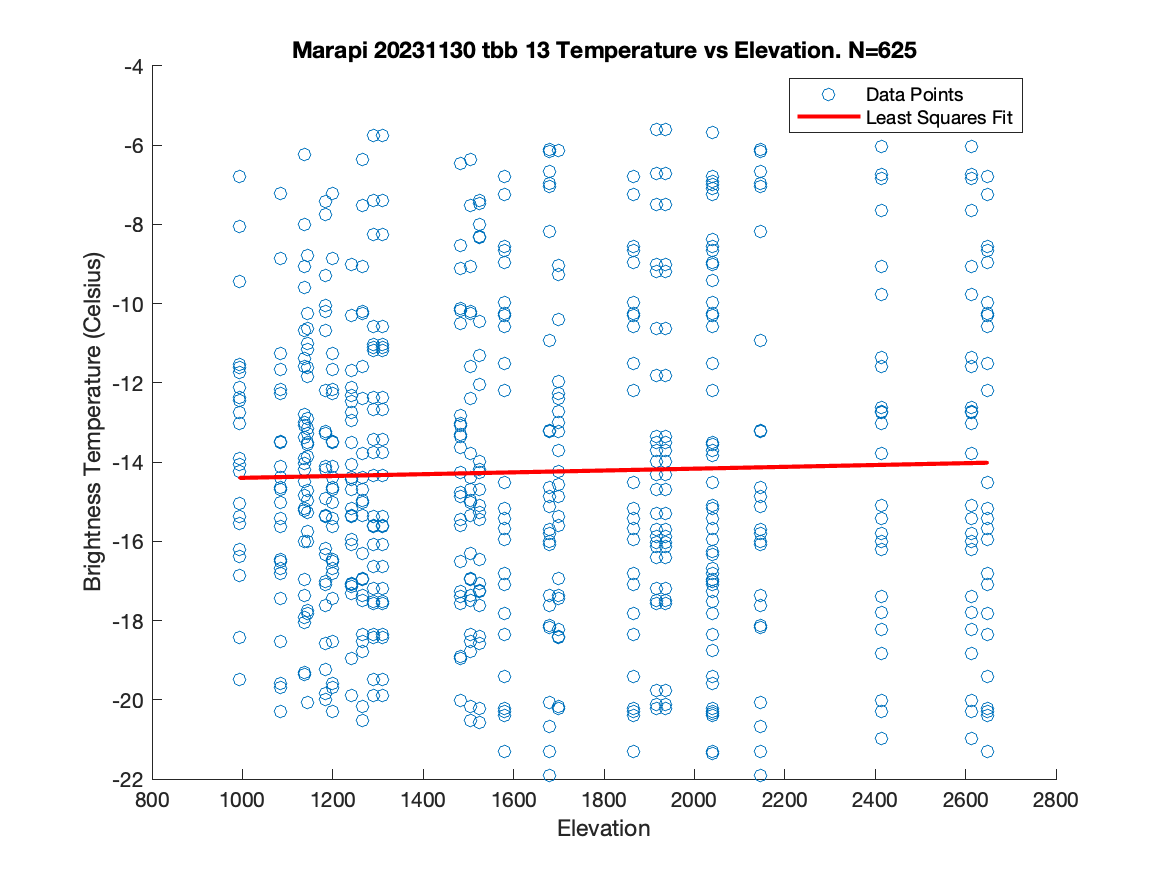 Marapi 20231130 tbb 13 Temperature vs Elevation. N=625
Data Points
Least Squares Fit
Brightness Temperature (Celsius)
-4
-6
-8
-10
-12
-14
-16
-18
-20
-22
800 1000 1200 1400 1600 1800 2000 2200 2400 2600 2800
Elevation